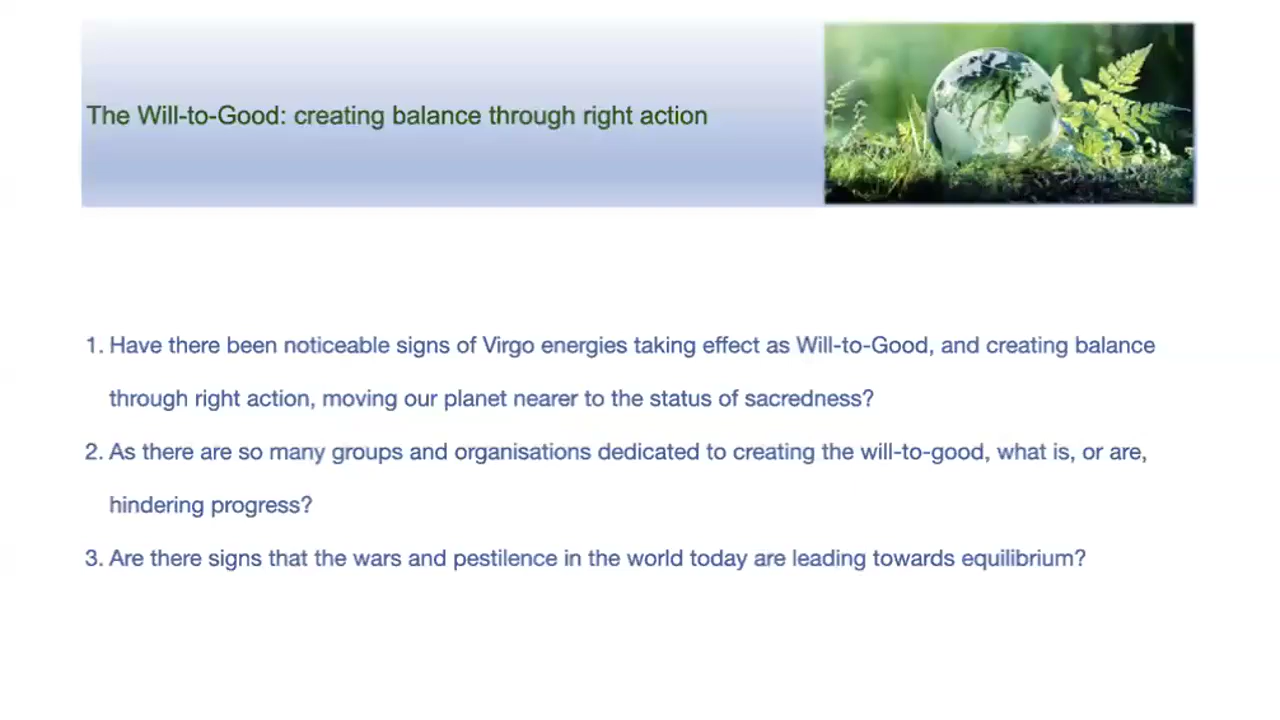 The Will-to-Good: creating balance through right action
1. Have there been noticeable signs of Virgo energies taking effect as Will-to-Good, and creating balance
through right action, moving our planet nearer to the status of sacredness?
2. As there are so many groups and organisations dedicated to creating the will-to-good, what is, or are,
hindering progress?
3. Are there signs that the wars and pestilence in the world today are leading towards equilibrium?